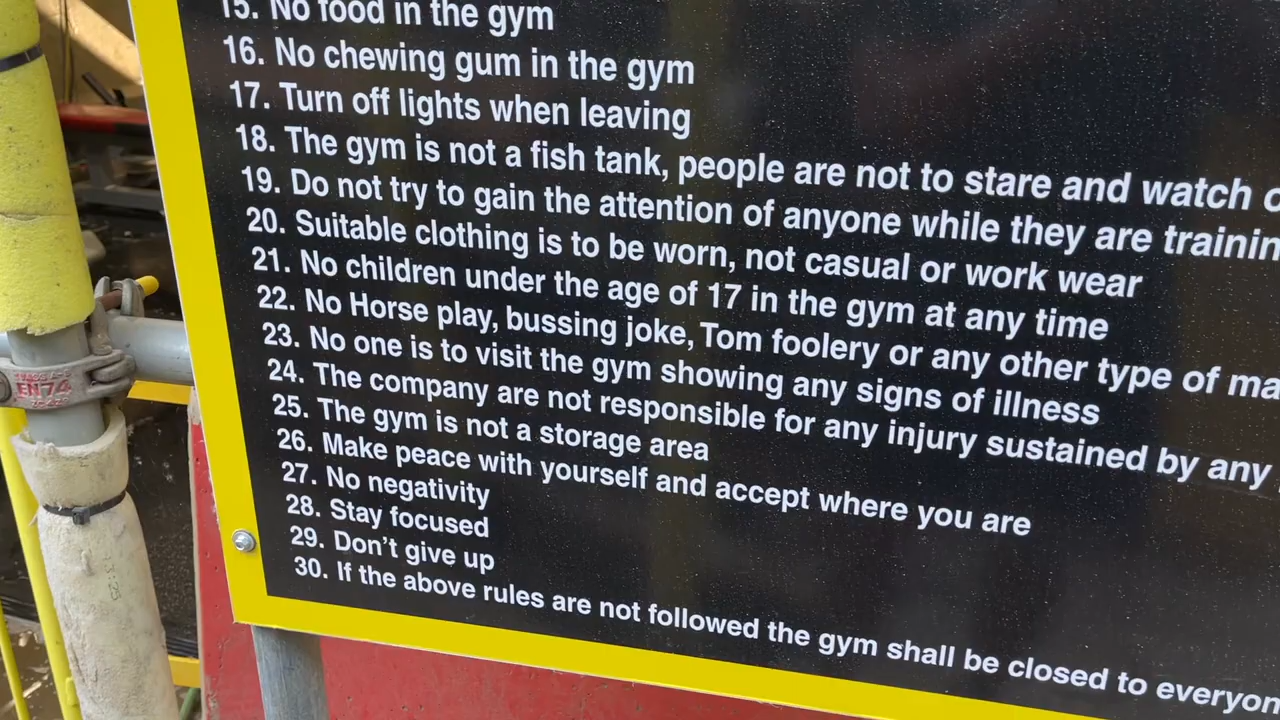 15. No food in the gym
16. No chewing gum in the gym
17. Turn off lights when leaving
18. The gym is not a fish tank, people are not to stare and watch
19. Do not try to gain the attention of anyone while they are trainin
20. Suitable clothing is to be worn, not casual or work wear
21. No children under the age of 17 in the gym at any time
22. No Horse play, bussing joke, Tom foolery or any other type of ma
23. No one is to visit the gym showing any signs of illness
24. The company are not responsible for any injury sustained by any
25. The gym is not a storage area
26. Make peace with yourself and accept where you are
27. No negativity
28. Stay focused
29. Don't give up
30. If the above rules are not followed the gym shall be closed to everyon
EN74